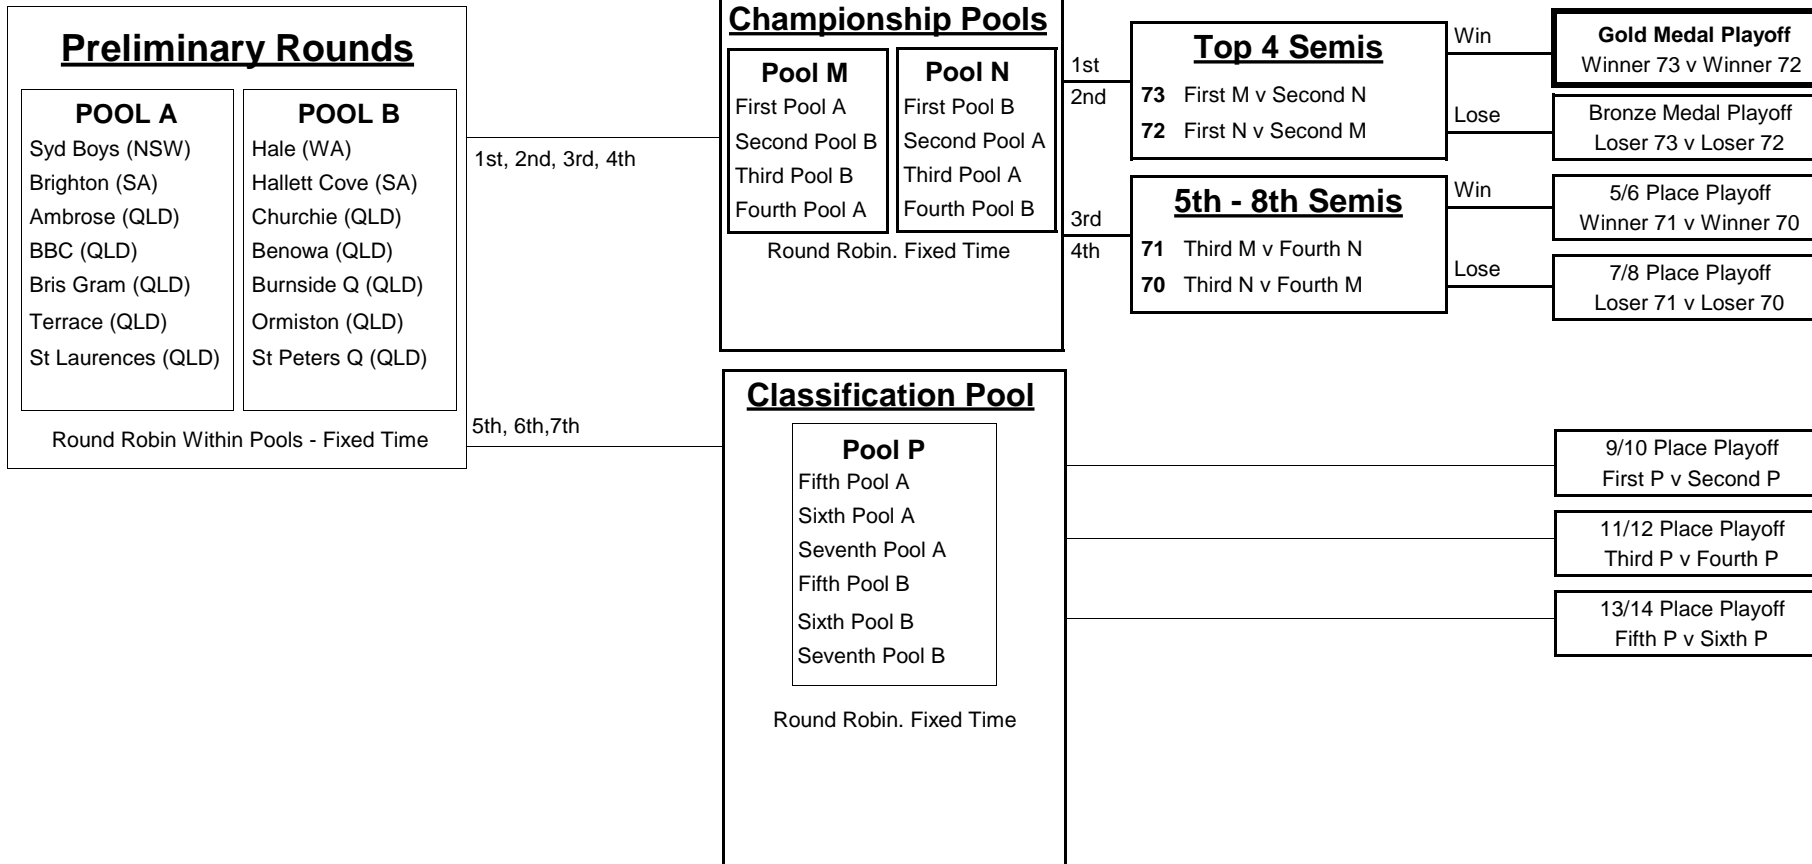 Preliminary Rounds
POOL A
Syd Boys (NSW)
Brighton (SA)
Ambrose (QLD)
BBC (QLD)
Bris Gram (QLD)
Terrace (QLD)
St Laurences (QLD)
POOL B
Hale (WA)
Hallett Cove (SA)
Churchie (QLD)
Benowa (QLD)
Burnside Q (QLD)
Ormiston (QLD)
St Peters Q (QLD)
Round Robin Within Pools - Fixed Time
1st, 2nd, 3rd, 4th
5th, 6th,7th
Championship Pools
Pool M
First Pool A
Second Pool B
Third Pool B
Fourth Pool A
Pool N
First Pool B
Second Pool A
Third Pool A
Fourth Pool B
Round Robin. Fixed Time
1st
2nd
3rd
4th
Top 4 Semis
73 First M v Second N
72 First N v Second M
5th - 8th Semis
71 Third M v Fourth N
70 Third N v Fourth M
Win
Lose
Win
Lose
Gold Medal Playoff
Winner 73 v Winner 72
Bronze Medal Playoff
Loser 73 v Loser 72
5/6 Place Playoff
Winner 71 v Winner 70
7/8 Place Playoff
Loser 71 v Loser 70
Classification Pool
Pool P
Fifth Pool A
Sixth Pool A
Seventh Pool A
Fifth Pool B
Sixth Pool B
Seventh Pool B
Round Robin. Fixed Time
9/10 Place Playoff
First P v Second P
11/12 Place Playoff
Third P v Fourth P
13/14 Place Playoff
Fifth P v Sixth P